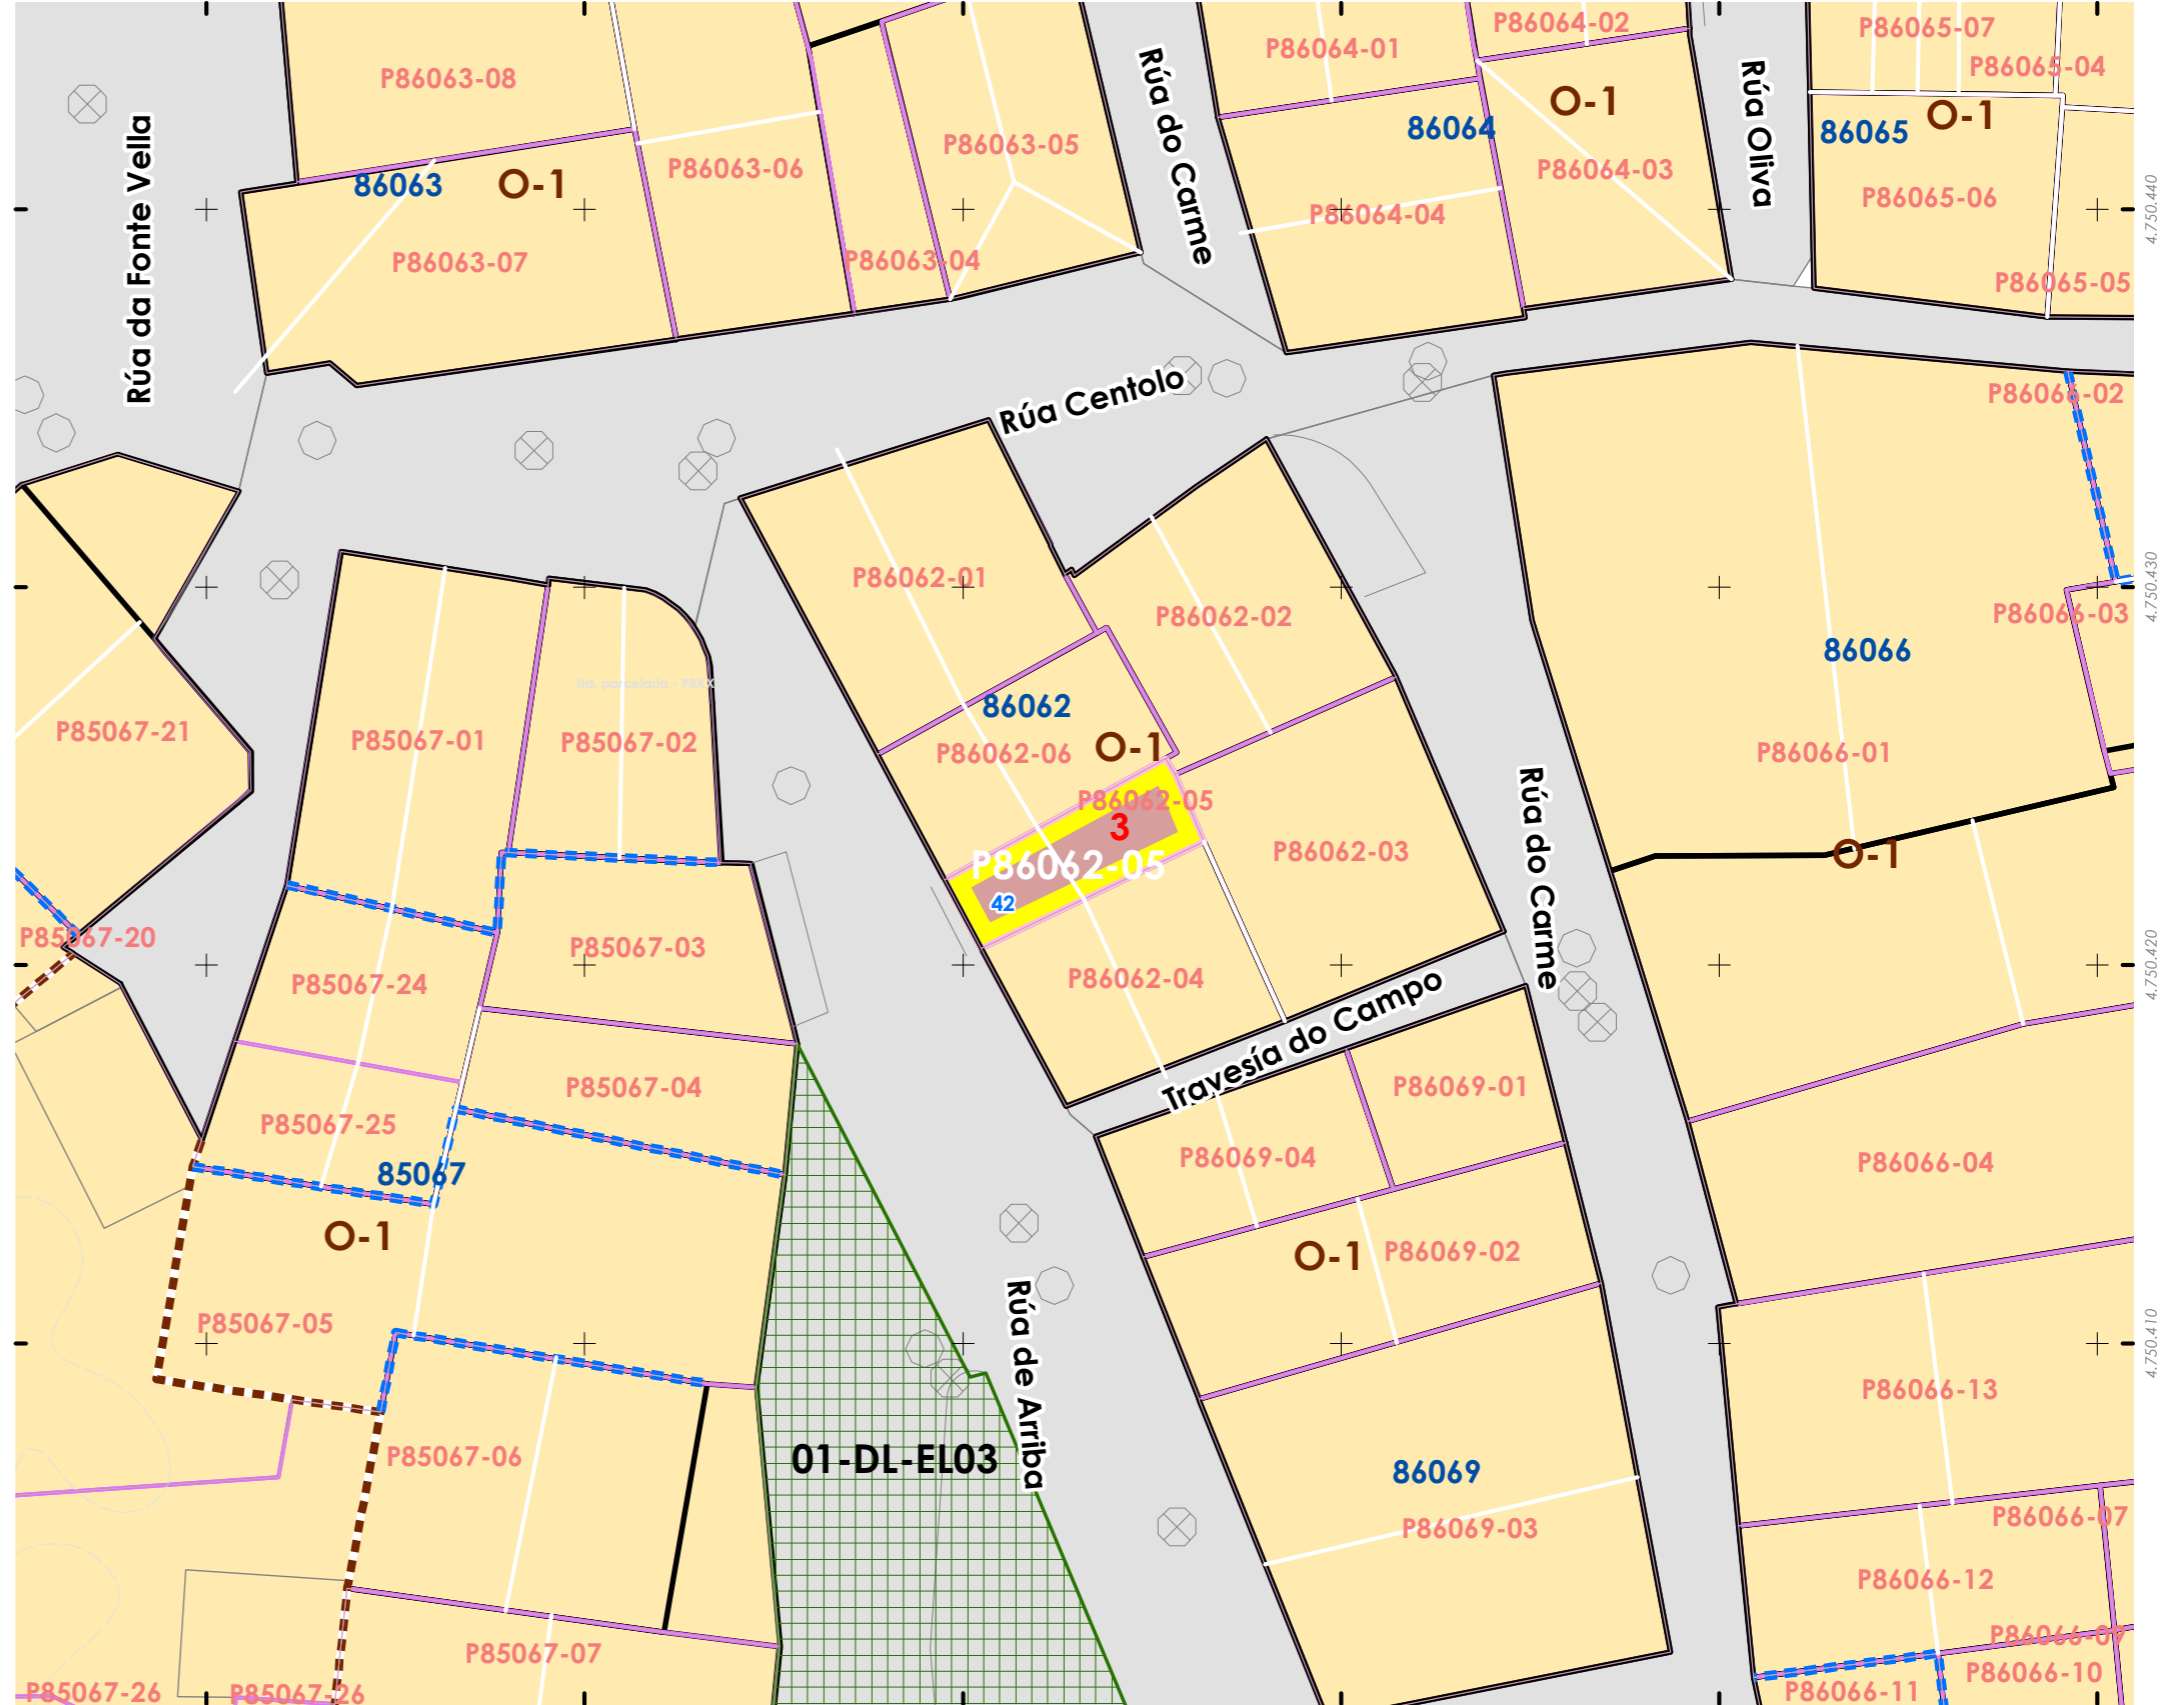 P86063-08
P86064-01
P86064-02
P86065-07
P86065-04
Rúa do Carme
Rúa Oliva
O-1
O-1
86064
86065
P86063-05
P86063-06
P86064-03
86063
O-1
P86065-06
P86064-04
Rúa da Fonte Vella
P86063-07
P86063-04
P86065-05
4.750.440
Rúa Centolo
P86066-02
P86062-01
P86062-02
P86066-03
4.750.430
86066
Ud. parcelaria - P8XX
86062
P85067-21
P85067-01
P85067-02
P86062-06
O-1
P86066-01
P86062-05
3
P86062-05
42
P86062-03
O-1
Rúa do Carme
P85067-20
P85067-03
P85067-24
P86062-04
4.750.420
Travesía do Campo
P85067-04
P86069-01
P85067-25
P86069-04
P86066-04
85067
O-1
O-1
P86069-02
P85067-05
Rúa de Arriba
4.750.410
P86066-13
P85067-06
01-DL-EL03
86069
P86066-07
P86069-03
P86066-12
P86066-09
P85067-07
P86066-10
P85067-26
P85067-26
P86066-11